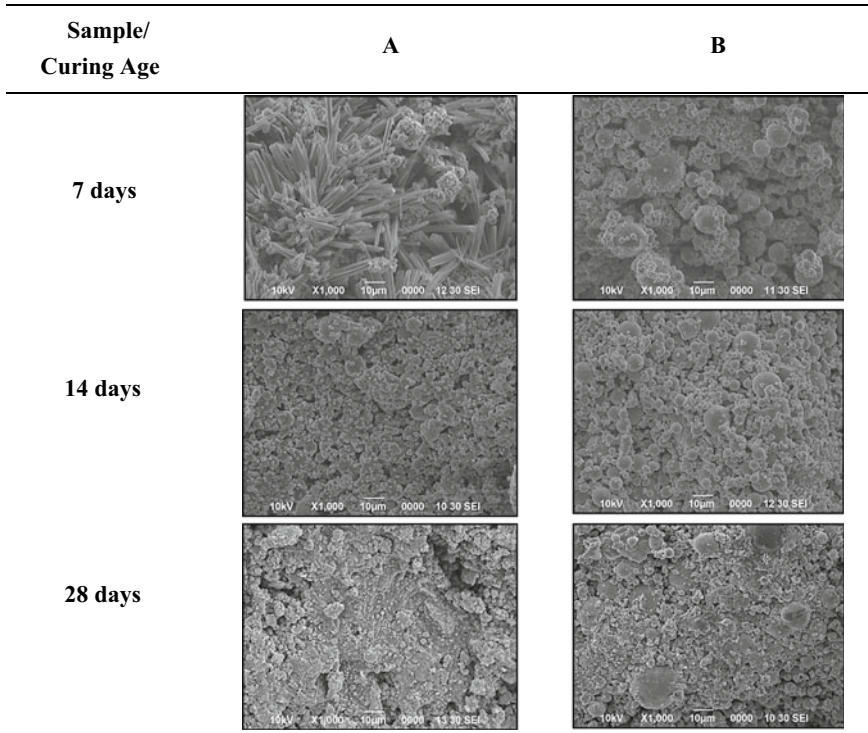 Sample/
Curing Age
A
B
7 days
10kV X1,000 10µm 0000 12 30 SEI
10kV X1,000 10µm 0000 11 30 SEI
14 days
10kV X1,000 10µm 0000 10 30 SEI
10kV X1,000 10µm 0000 12 30 SEI
28 days
10kV X1,000 10µm 0000 13 30 SEI
10kV X1,000 10µm 0000 10 30 SEI